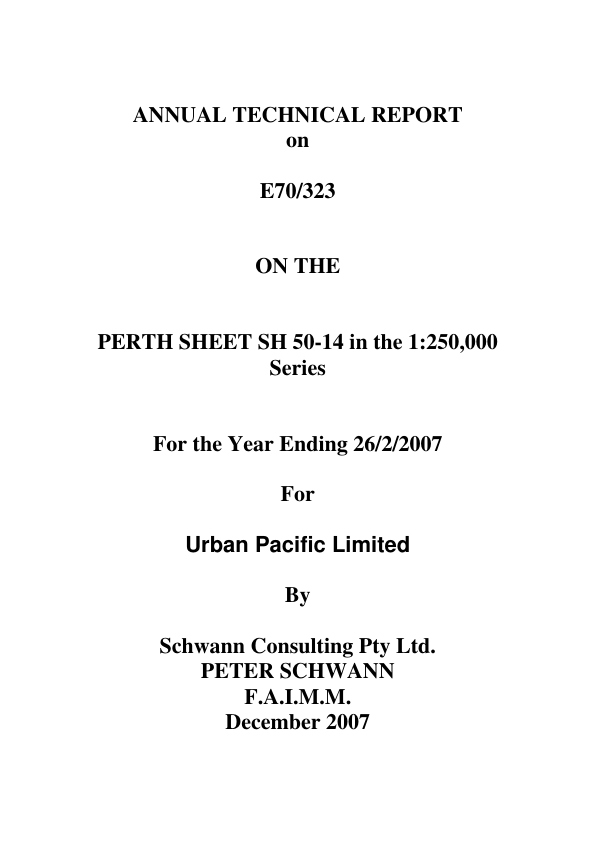 ANNUAL TECHNICAL REPORT
on
E70/323
ON THE
PERTH SHEET SH 50-14 in the 1:250,000
Series
For the Year Ending 26/2/2007
For
Urban Pacific Limited
By
Schwann Consulting Pty Ltd.
PETER SCHWANN
F.A.I.M.M.
December 2007